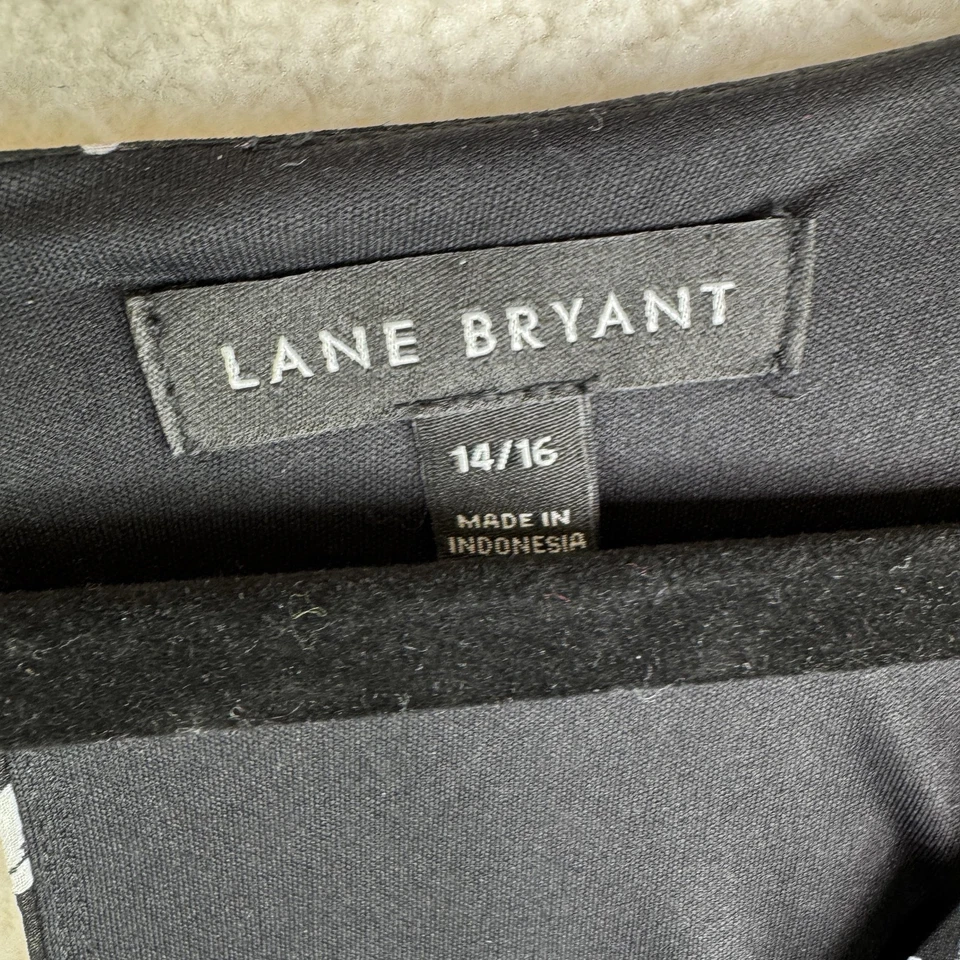 LANE BRYANT
14/16
MADE IN
INDONESIA